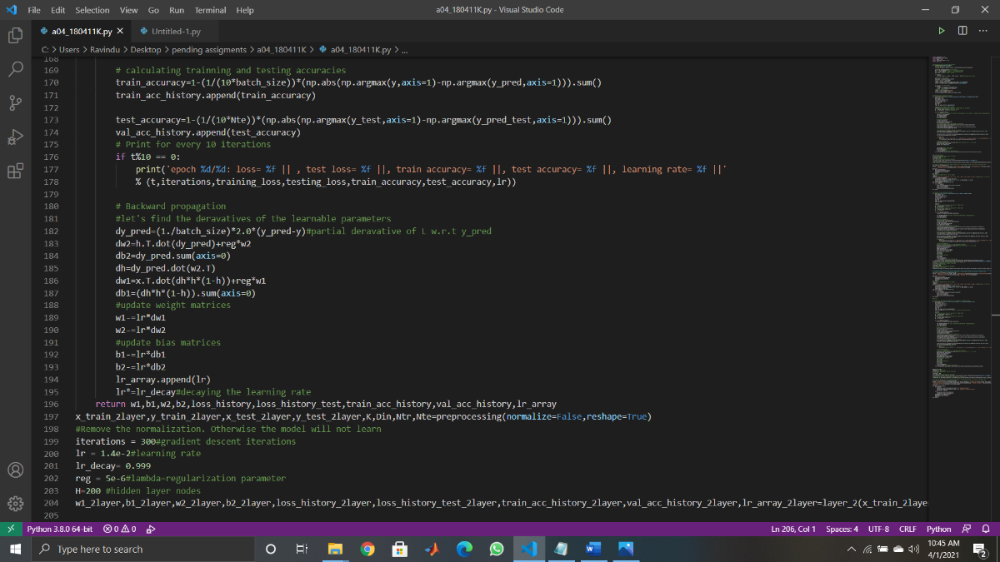 File Edit Selection View Go Run Terminal Help
a04_180411K.py - Visual Studio Code
a04_180411K.py Untitled-1.py
C: > Users > Ravindu > Desktop > pending assigments > a04_180411K > a04_180411K.py > ...
168
169 # calculating trainning and testing accuracies
170 train_accuracy=1-(1/(10*batch_size))*(np.abs(np.argmax(y,axis=1)-np.argmax(y_pred,axis=1))).sum()
171 train_acc_history.append(train_accuracy)
172
173 test_accuracy=1-(1/(10*Nte))*(np.abs(np.argmax(y_test,axis=1)-np.argmax(y_pred_test,axis=1))).sum()
174 val_acc_history.append(test_accuracy)
175 # Print for every 10 iterations
176 if t%10 == 0:
177 print('epoch %d/%d: loss= %f || , test loss= %f ||, train accuracy= %f ||, test accuracy= %f ||, learning rate= %f ||'
178 % (t,iterations,training_loss,testing_loss,train_accuracy,test_accuracy,lr))
179
180 # Backward propagation
181 #let's find the deravatives of the learnable parameters
182 dy_pred=(1./batch_size)*2.0*(y_pred-y)#partial deravative of L w.r.t y_pred
183 dw2=h.T.dot(dy_pred)+reg*w2
184 db2=dy_pred.sum(axis=0)
185 dh=dy_pred.dot(w2.T)
186 dw1=x.T.dot(dh*h*(1-h))+reg*w1
187 db1=(dh*h*(1-h)).sum(axis=0)
188 #update weight matrices
189 w1-=lr*dw1
190 w2-=lr*dw2
191 #update bias matrices
192 b1-=lr*db1
193 b2-=lr*db2
194 lr_array.append(lr)
195 lr*=lr_decay#decaying the learning rate
196 return w1,b1,w2,b2,loss_history,loss_history_test,train_acc_history,val_acc_history,lr_array
197 x_train_2layer,y_train_2layer,x_test_2layer,y_test_2layer,K,Din,Ntr,Nte=preprocessing(normalize=False,reshape=True)
198 #Remove the normalization. Otherwise the model will not learn
199 iterations = 300#gradient descent iterations
200 lr = 1.4e-2#learning rate
201 lr_decay= 0.999
202 reg = 5e-6#lambda=regularization parameter
203 H=200 #hidden layer nodes
204 w1_2layer,b1_2layer,w2_2layer,b2_2layer,loss_history_2layer,loss_history_test_2layer,train_acc_history_2layer,val_acc_history_2layer,lr_array_2layer=layer_2(x_train_2laye
205
Python 3.8.0 64-bit 0 0 Ln 206, Col 1 Spaces: 4 UTF-8 CRLF Python
Type here to search
10:45 AM
4/1/2021
2